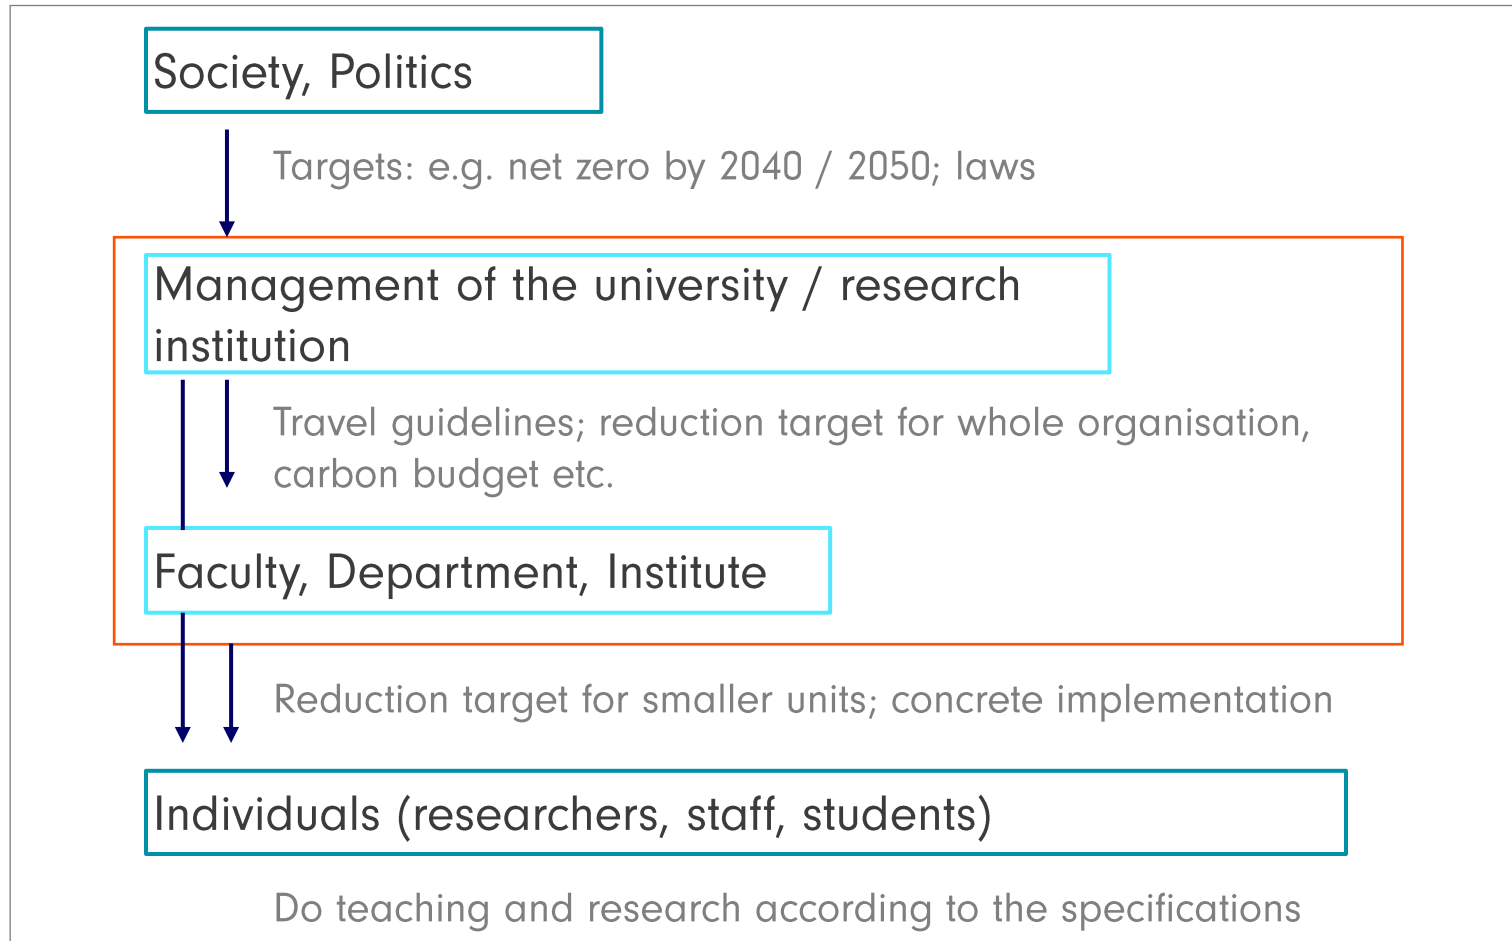 Society, Politics
Targets: e.g. net zero by 2040 / 2050; laws
Management of the university / research
institution
Travel guidelines; reduction target for whole organisation,
carbon budget etc.
Faculty, Department, Institute
Reduction target for smaller units; concrete implementation
Individuals (researchers, staff, students)
Do teaching and research according to the specifications